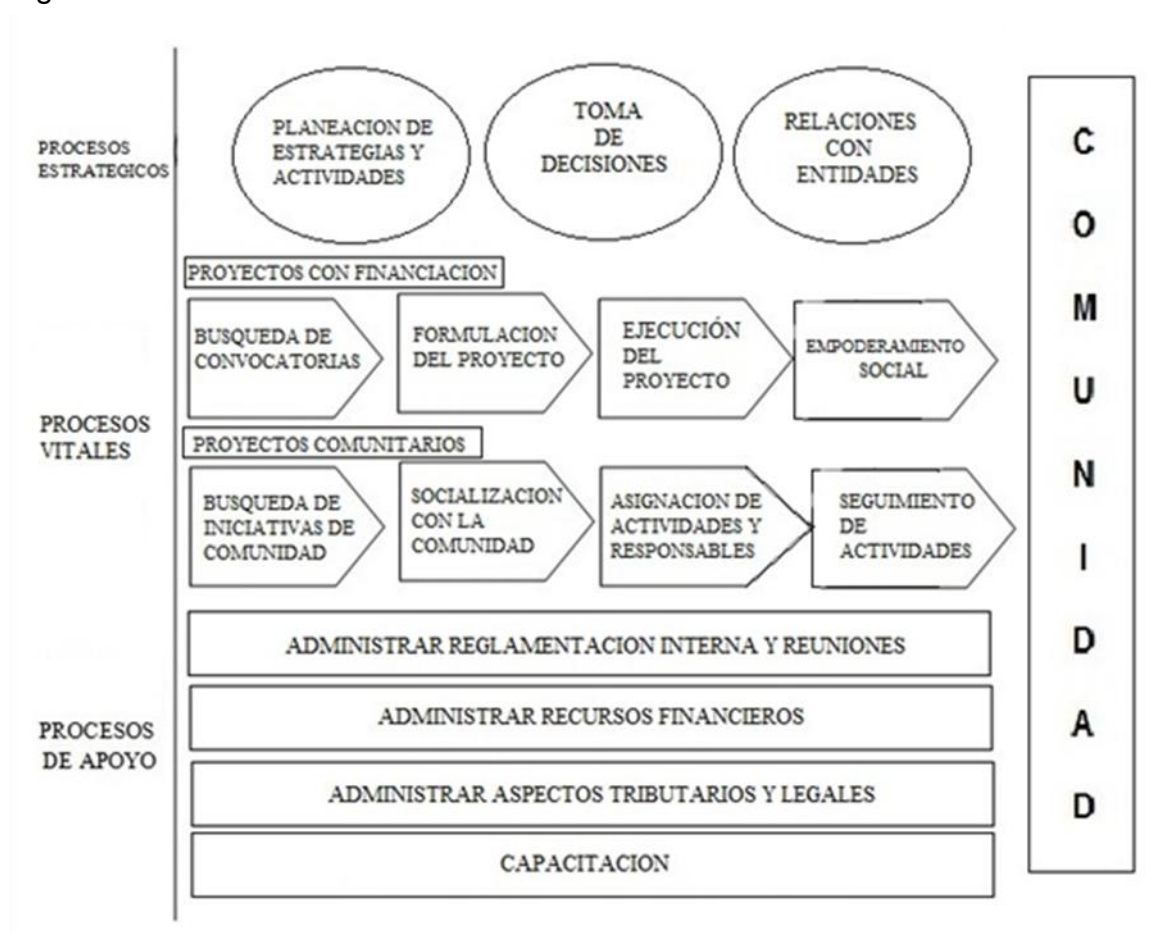 PROCESOS
ESTRATEGICOS
PLANEACION DE
ESTRATEGIAS Y
ACTIVIDADES
TOMA
DE
DECISIONES
RELACIONES
CON
ENTIDADES
PROCESOS
VITALES
PROYECTOS CON FINANCIACION
BUSQUEDA DE
CONVOCATORIAS
FORMULACION
DEL PROYECTO
EJECUCIÓN
DEL
PROYECTO
EMPODERAMIENTO
SOCIAL
PROYECTOS COMUNITARIOS
BUSQUEDA DE
INICIATIVAS DE
COMUNIDAD
SOCIALIZACION
CON LA
COMUNIDAD
ASIGNACION DE
ACTIVIDADES Y
RESPONSABLES
SEGUIMIENTO
DE
ACTIVIDADES
PROCESOS
DE APOYO
ADMINISTRAR REGLAMENTACION INTERNA Y REUNIONES
ADMINISTRAR RECURSOS FINANCIEROS
ADMINISTRAR ASPECTOS TRIBUTARIOS Y LEGALES
CAPACITACION
C
O
M
U
N
I
D
A
D